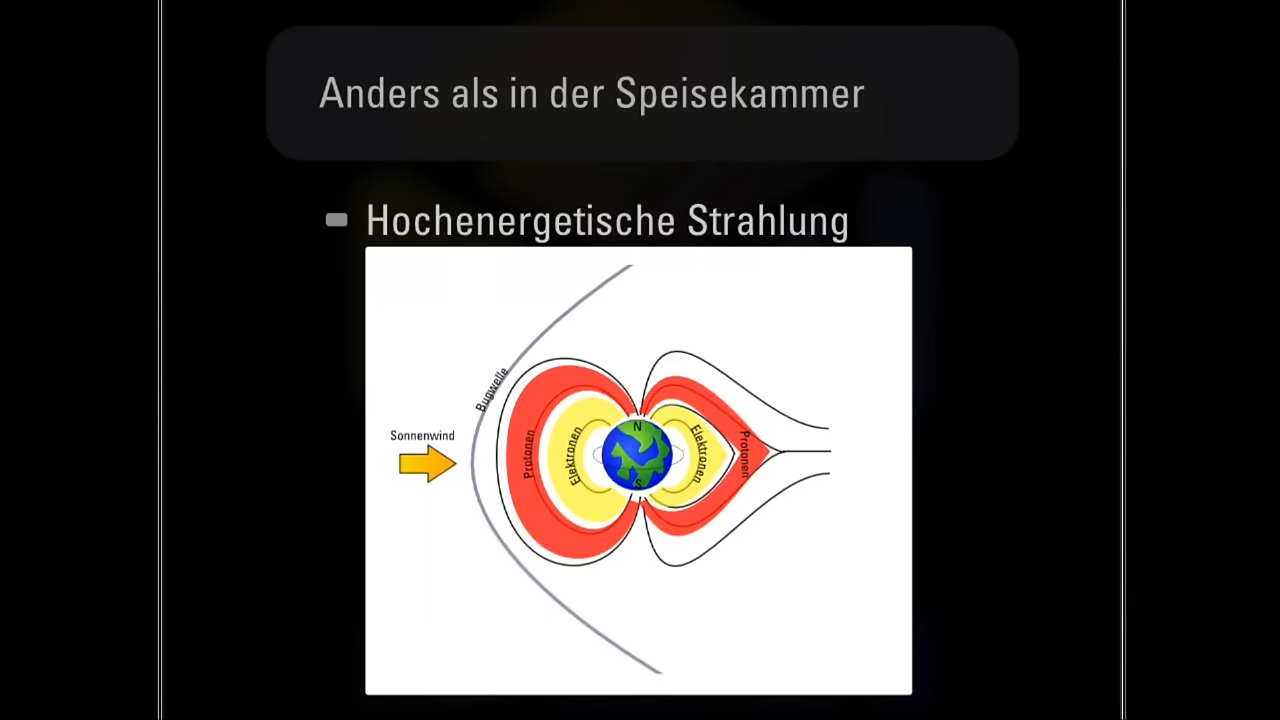 Anders als in der Speisekammer
Hochenergetische Strahlung
Bugwelle
Sonnenwind
Protonen
Elektronen
N
S
Elektronen
Protonen